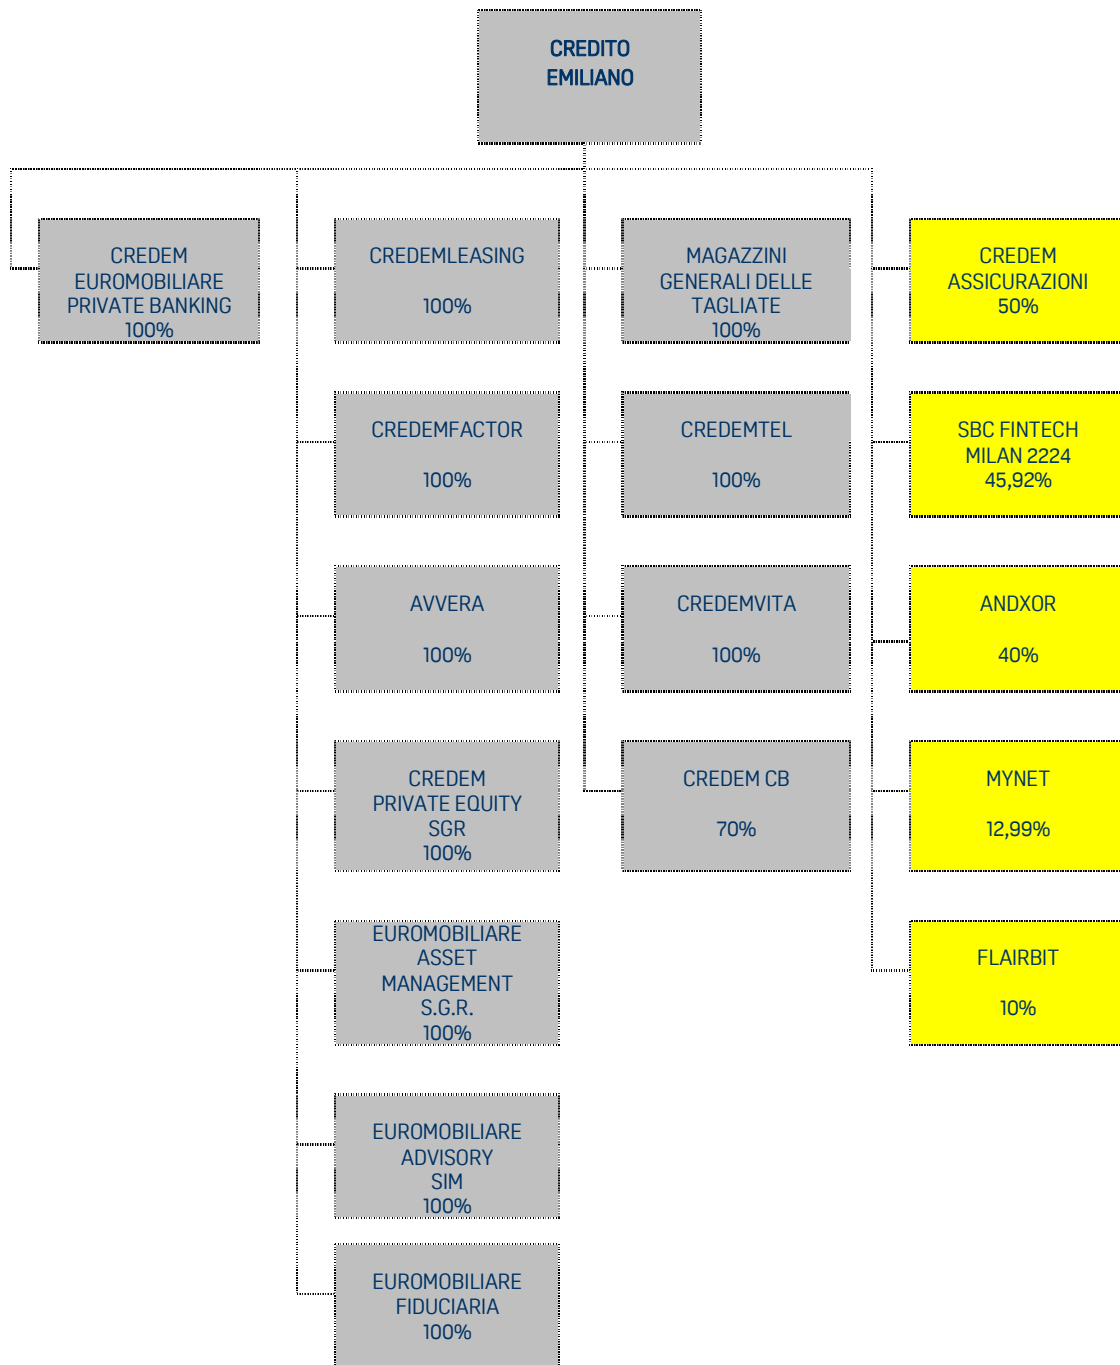 CREDITO
EMILIANO
CREDEM
EUROMOBILIARE
PRIVATE BANKING
100%
CREDEMLEASING
100%
MAGAZZINI
GENERALI DELLE
TAGLIATE
100%
CREDEM
ASSICURAZIONI
50%
CREDEMFACTOR
100%
CREDEMTEL
100%
SBC FINTECH
MILAN 2224
45,92%
AVVERA
100%
CREDEMVITA
100%
ANDXOR
40%
CREDEM
PRIVATE EQUITY
SGR
100%
CREDEM CB
70%
MYNET
12,99%
EUROMOBILIARE
ASSET
MANAGEMENT
S.G.R.
100%
FLAIRBIT
10%
EUROMOBILIARE
ADVISORY
SIM
100%
EUROMOBILIARE
FIDUCIARIA
100%